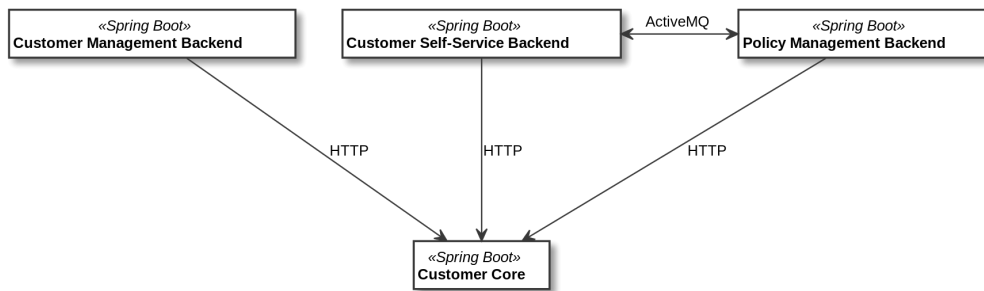 «Spring Boot»
Customer Management Backend
«Spring Boot»
Customer Self-Service Backend
ActiveMQ
«Spring Boot»
Policy Management Backend
HTTP
HTTP
HTTP
«Spring Boot»
Customer Core